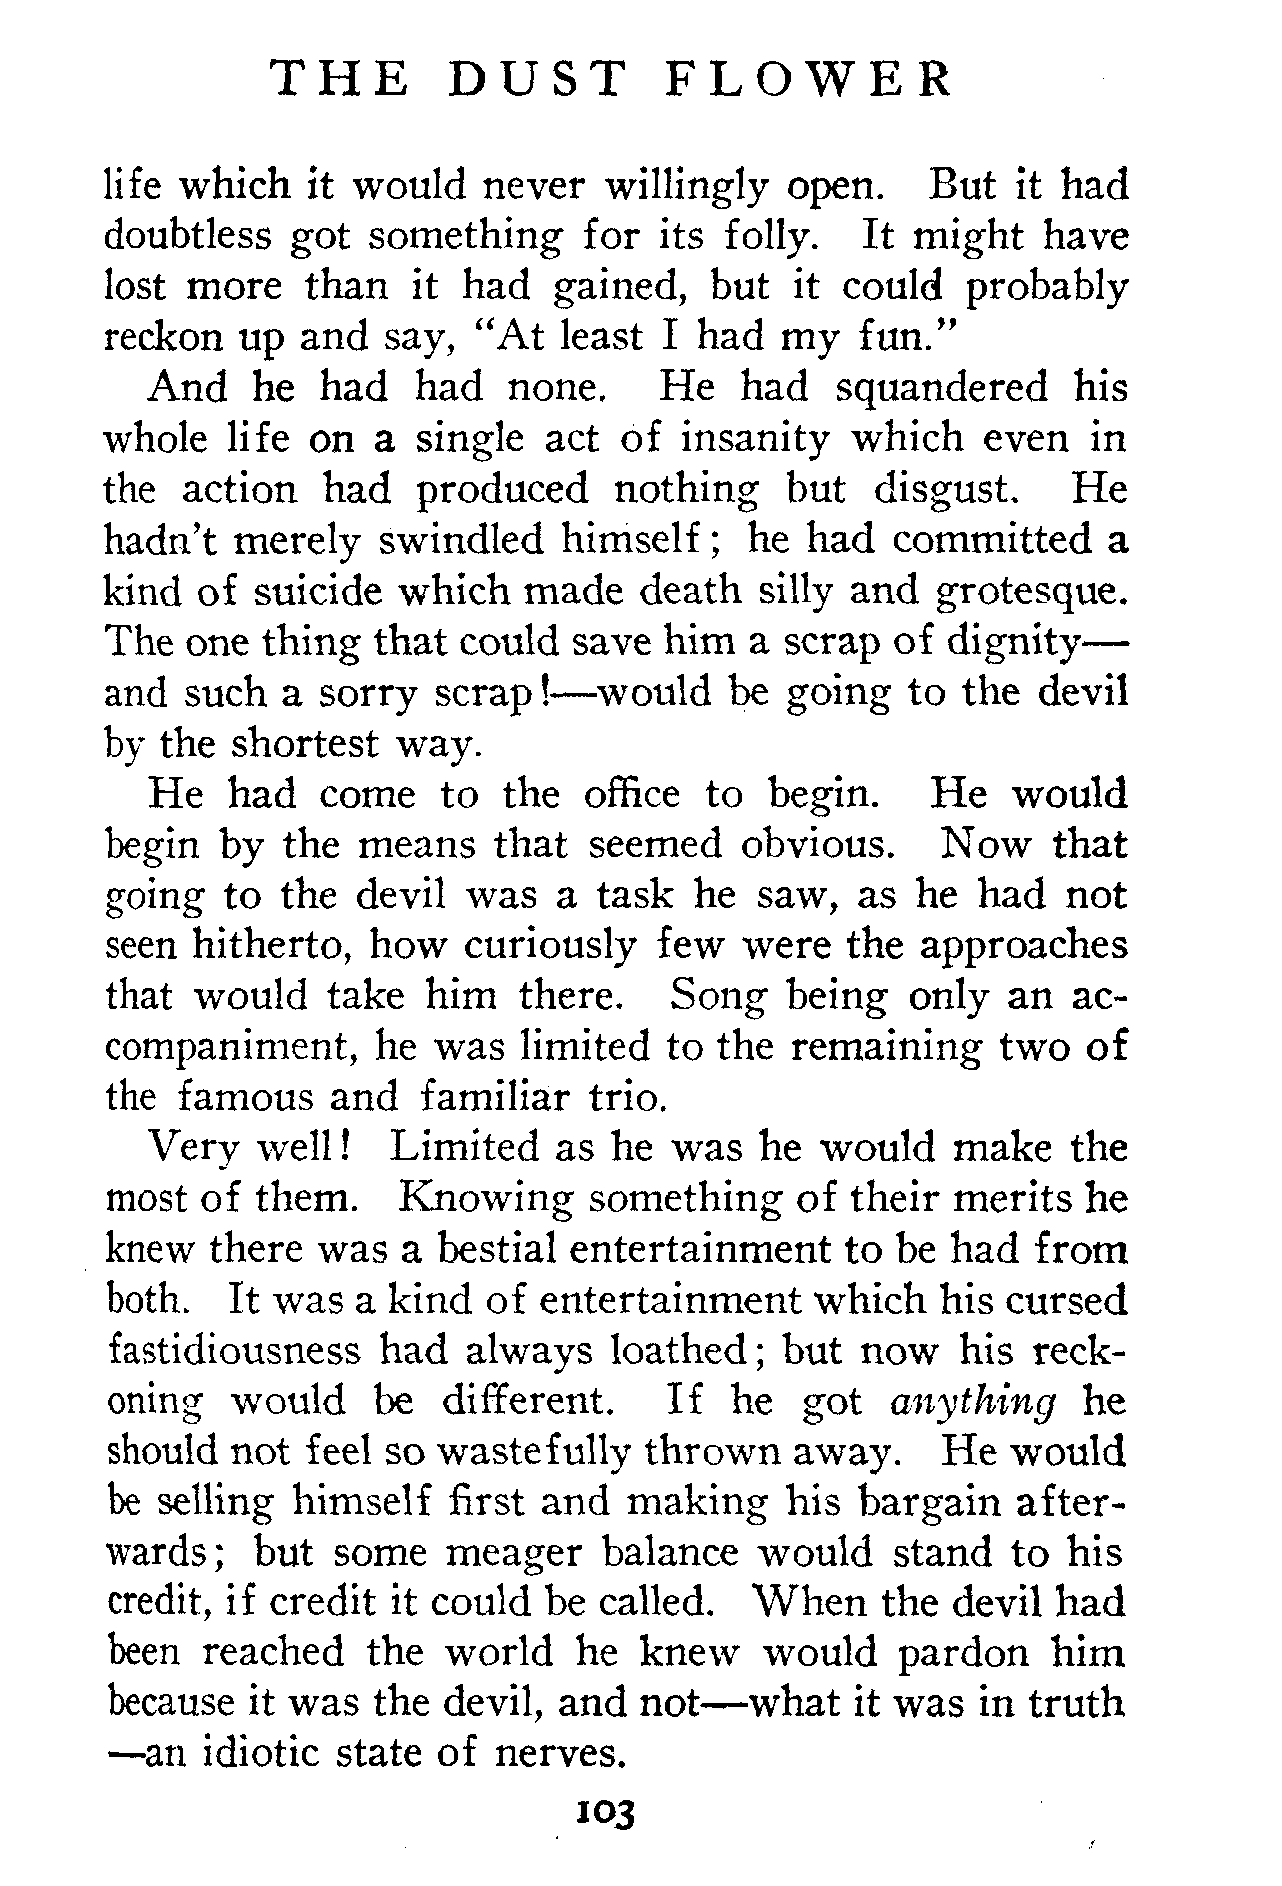 THE DUST FLOWER
life which it would never willingly open. But it had
doubtless got something for its folly. It might have
lost more than it had gained, but it could probably
reckon up and say, "At least I had my fun."
And he had had none. He had squandered his
whole life on a single act of insanity which even in
the action had produced nothing but disgust. He
hadn't merely swindled himself; he had committed a
kind of suicide which made death silly and grotesque.
The one thing that could save him a scrap of dignity—
and such a sorry scrap!—would be going to the devil
by the shortest way.
He had come to the office to begin. He would
begin by the means that seemed obvious. Now that
going to the devil was a task he saw, as he had not
seen hitherto, how curiously few were the approaches
that would take him there. Song being only an ac-
companiment, he was limited to the remaining two of
the famous and familiar trio.
Very well! Limited as he was he would make the
most of them. Knowing something of their merits he
knew there was a bestial entertainment to be had from
both. It was a kind of entertainment which his cursed
fastidiousness had always loathed; but now his reck-
oning would be different. If he got anything he
should not feel so wastefully thrown away. He would
be selling himself first and making his bargain after-
wards; but some meager balance would stand to his
credit, if credit it could be called. When the devil had
been reached the world he knew would pardon him
because it was the devil, and not—what it was in truth
—an idiotic state of nerves.
103